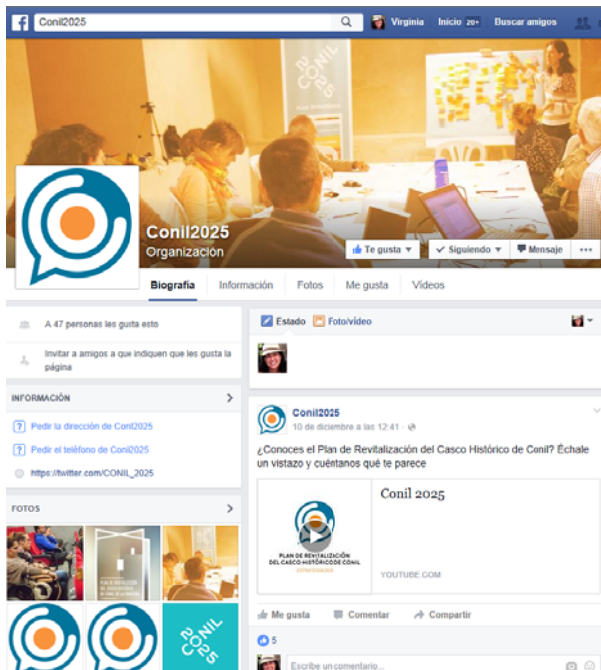 Conil2025
Virginia Inicio 20+ Buscar amigos
CONIL
2025
PLAN ESTRATÉGICO
Conil2025
Organización
Te gusta Siguiendo Mensaje
Biografía Información Fotos Me gusta Vídeos
A 47 personas les gusta esto
Invitar a amigos a que indiquen que les gusta la
página
INFORMACIÓN
Pedir la dirección de Conil2025
Pedir el teléfono de Conil2025
https://twitter.com/CONIL_2025
FOTOS
CONIL
2025
Estado Foto/vídeo
Conil2025
10 de diciembre a las 12:41
¿Conoces el Plan de Revitalización del Casco Histórico de Conil? Échale
un vistazo y cuéntanos qué te parece
PLAN DE REVITALIZACIÓN
DEL CASCO HISTÓRICO DE CONIL
Conil 2025
YOUTUBE.COM
Me gusta Comentar Compartir
5
Escribe un comentario...